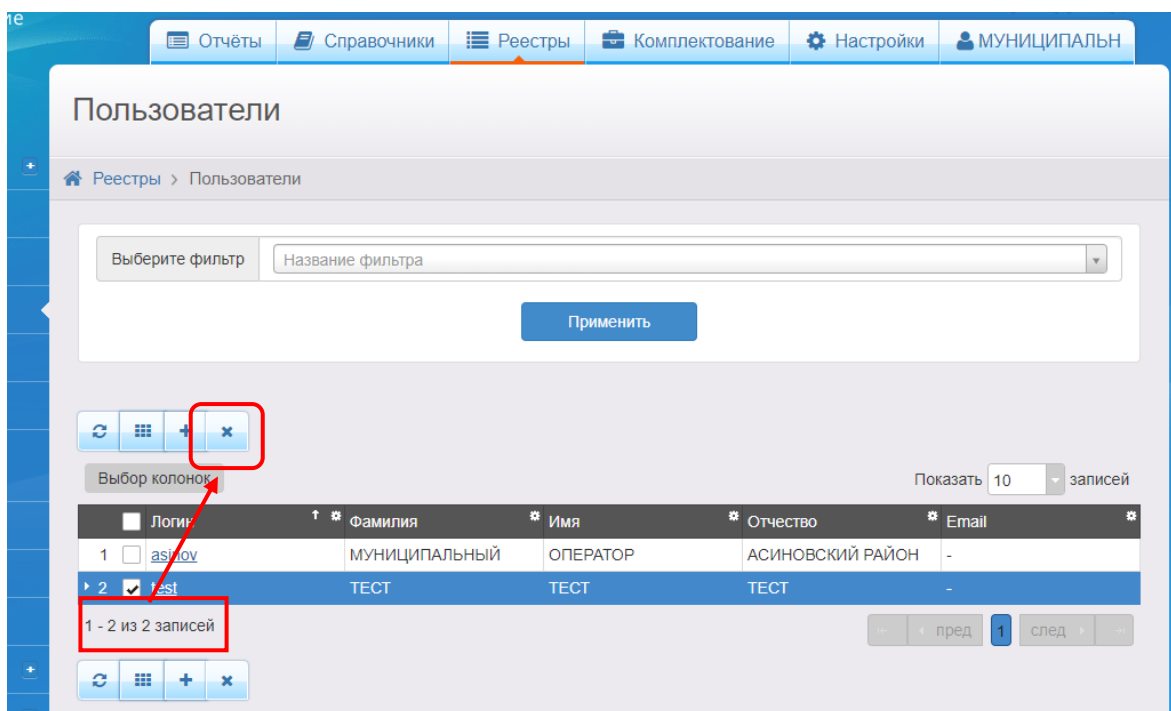 ие
Отчёты Справочники Реестры Комплектование Настройки МУНИЦИПАЛЬН
Пользователи
Реестры > Пользователи
Выберите фильтр Название фильтра
Применить
Выбор колонок Показать 10 записей
Логин Фамилия Имя Отчество Email
1 asinov МУНИЦИПАЛЬНЫЙ ОПЕРАТОР АСИНОВСКИЙ РАЙОН -
2 test ТЕСТ ТЕСТ ТЕСТ -
1 - 2 из 2 записей пред 1 след